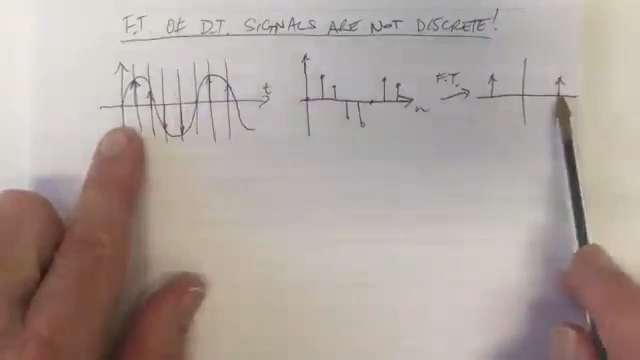 F.T. OF D.T. SIGNALS ARE NOT DISCRETE!
t
n
F.T.